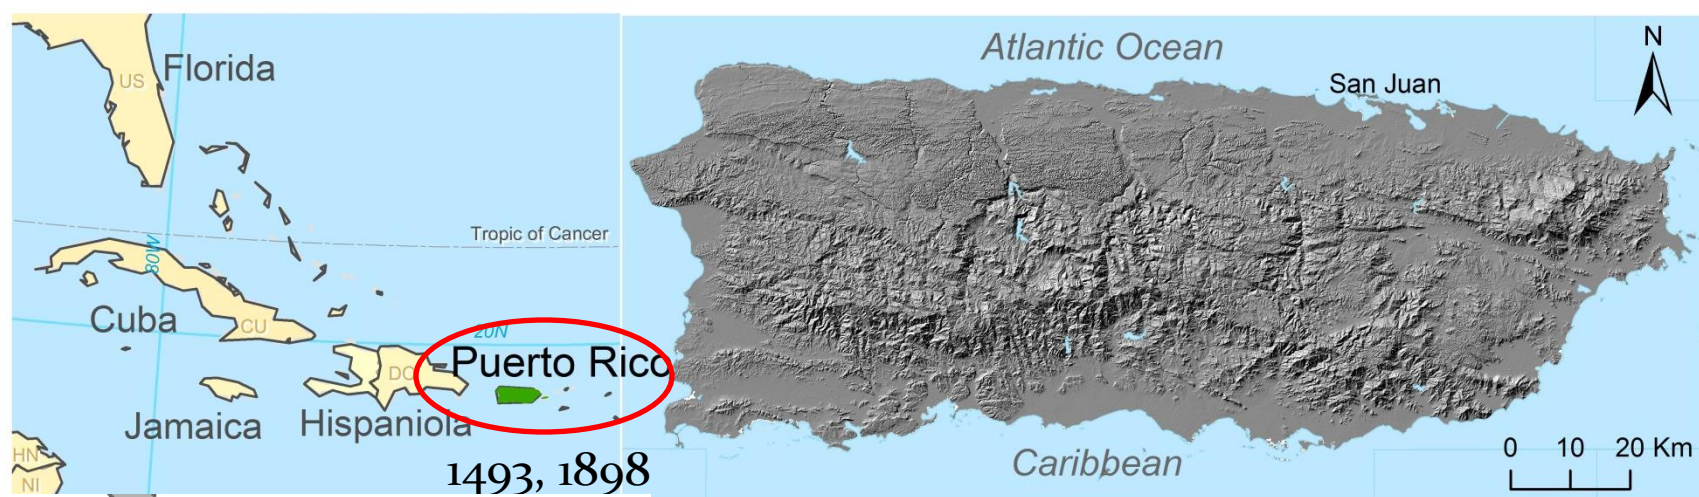 US
Florida
Tropic of Cancer
80W
Cuba
CU
20N
Puerto Rico
DO
Jamaica
Hispaniola
HN
NI
1493, 1898
Atlantic Ocean
San Juan
N
Caribbean
0 10 20 Km